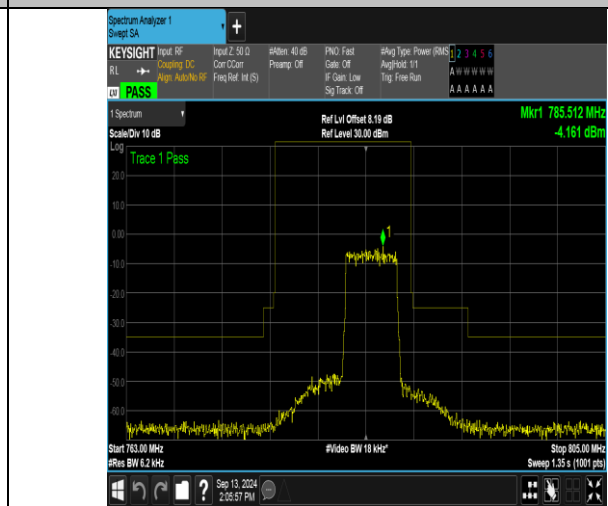 Spectrum Analyzer 1
Swept SA
+
KEYSIGHT Input: RF Input Z: 50 Ω #Atten: 40 dB PNO: Fast #Avg Type: Power (RMS 1 2 3 4 5 6
RL Coupling: DC Corr CCorr Preamp: Off Gate: Off Avg|Hold: 1/1 A W W W W W
Align: Auto/No RF Freq Ref: Int (S) IF Gain: Low Trig: Free Run
LXI PASS Sig Track: Off A A A A A A
1 Spectrum Ref Lvl Offset 8.19 dB Mkr1 785.512 MHz
Scale/Div 10 dB Ref Level 30.00 dBm -4.161 dBm
Log
Trace 1 Pass
20.0
10.0
0.00
1
-10.0
-20.0
-30.0
-40.0
-50.0
-60.0
Start 763.00 MHz #Video BW 18 kHz* Stop 805.00 MHz
#Res BW 6.2 kHz Sweep 1.35 s (1001 pts)
? Sep 13, 2024
2:05:57 PM